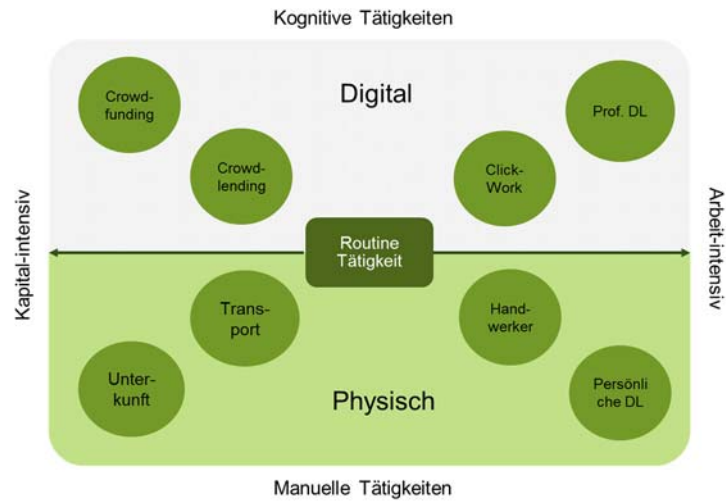 Kognitive Tätigkeiten
Digital
Crowd-
funding
Prof. DL
Crowd-
lending
Click-
Work
Kapital-intensiv
Arbeit-intensiv
Routine
Tätigkeit
Trans-
port
Hand-
werker
Unter-
kunft
Persönli
che DL
Physisch
Manuelle Tätigkeiten